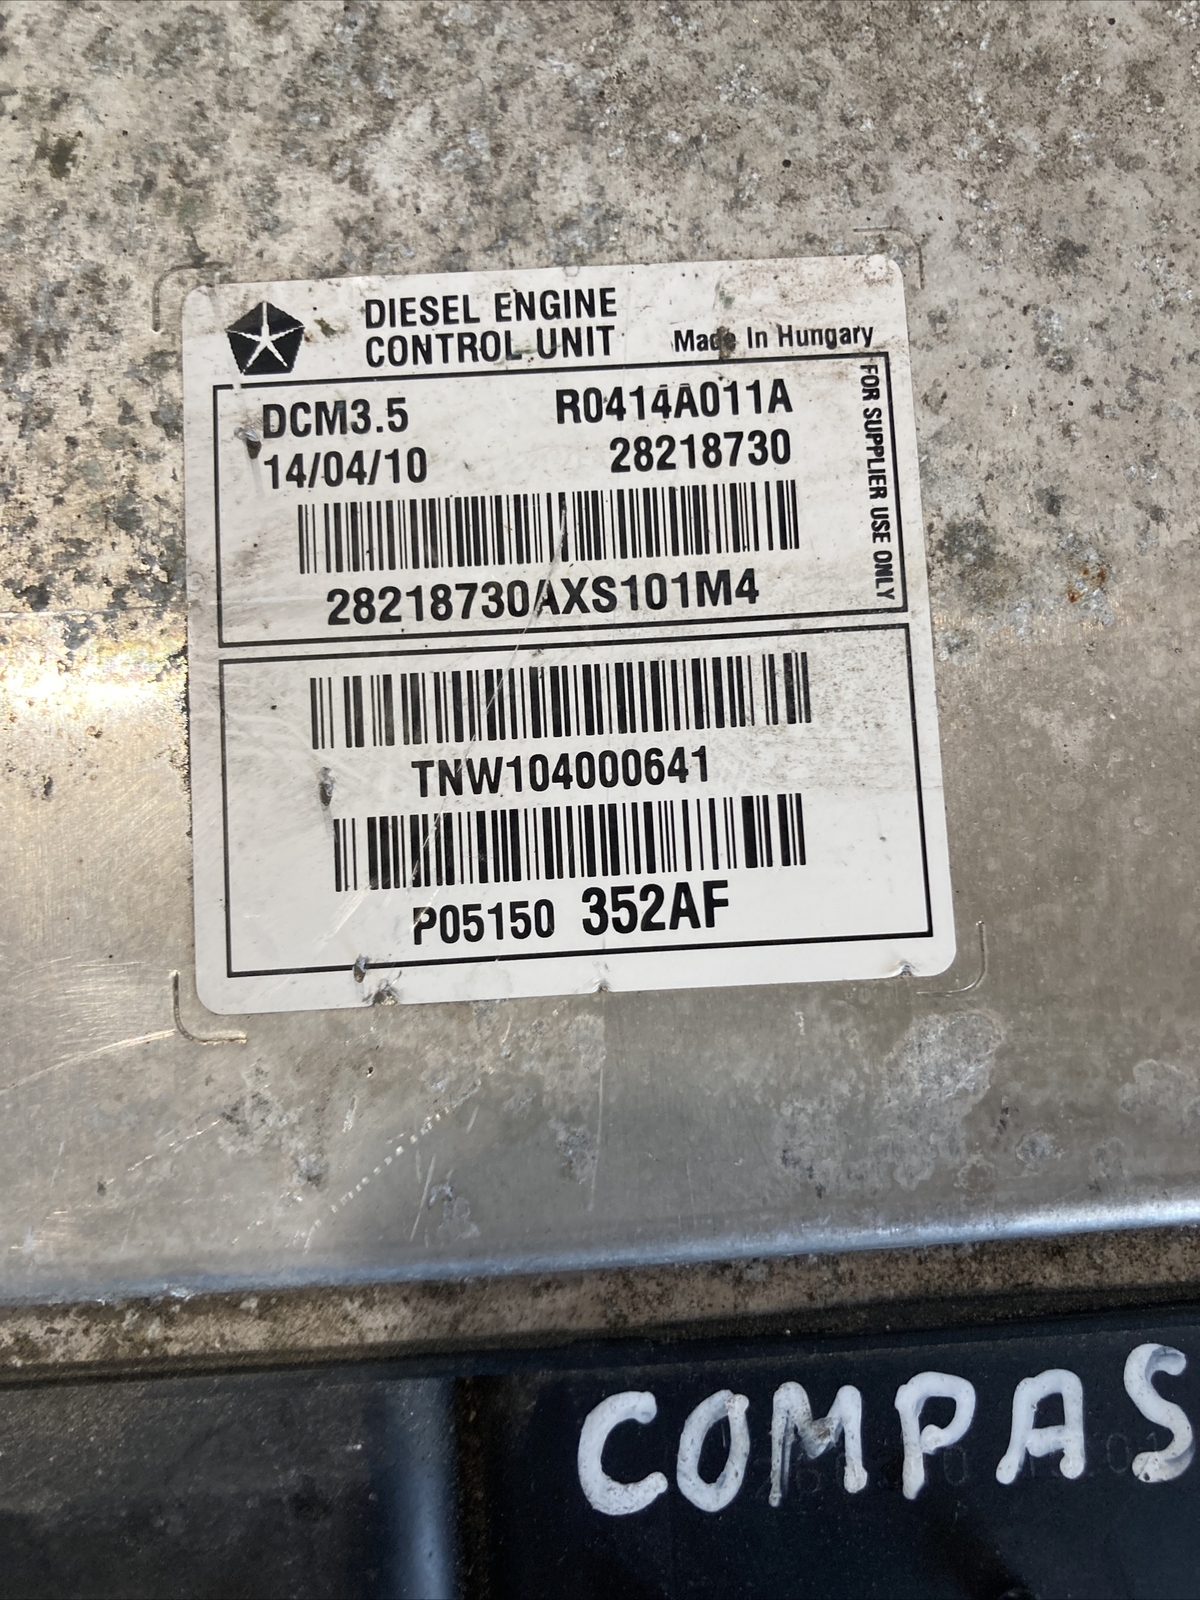 DIESEL ENGINE
CONTROL UNIT
Made In Hungary
DCM3.5 R0414A011A
14/04/10 28218730
28218730AXS101M4
FOR SUPPLIER USE ONLY
TNW104000641
P05150 352AF
COMPAS